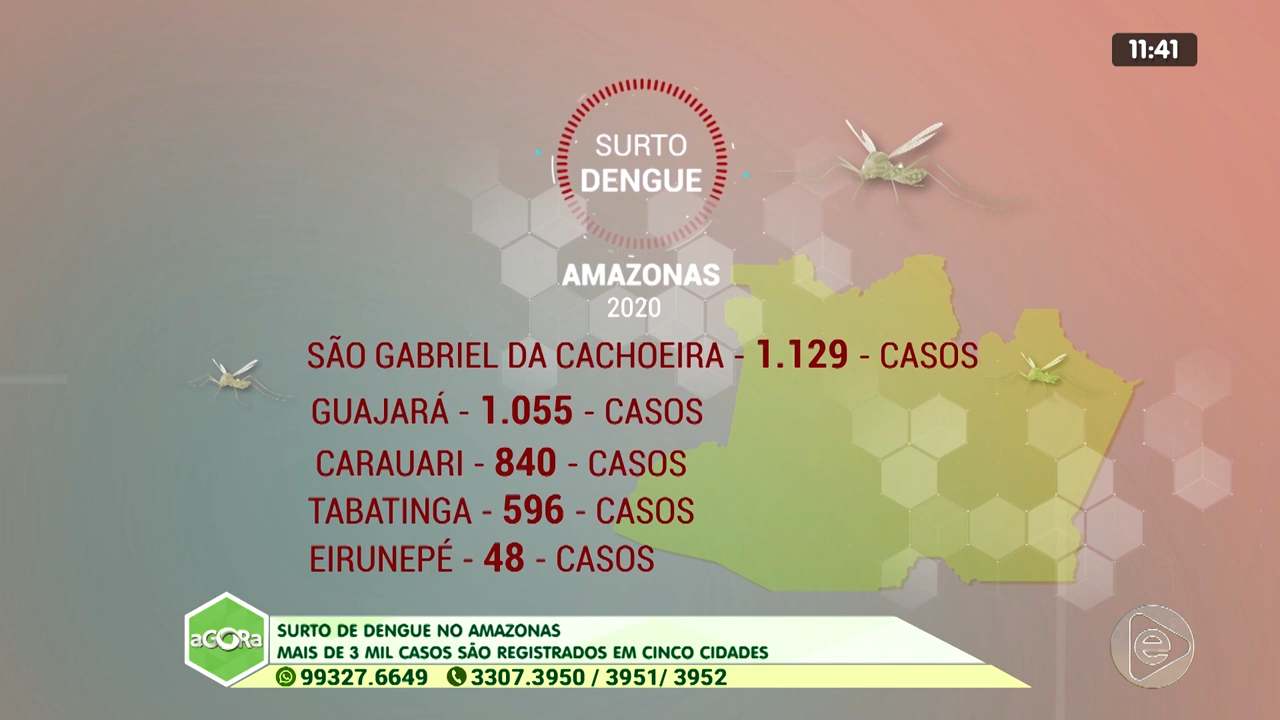 11:41
SURTO
DENGUE
AMAZONAS
2020
SÃO GABRIEL DA CACHOEIRA - 1.129 - CASOS
GUAJARÁ - 1.055 - CASOS
CARAUARI - 840 - CASOS
TABATINGA - 596 - CASOS
EIRUNEPÉ - 48 - CASOS
aGORa
SURTO DE DENGUE NO AMAZONAS
MAIS DE 3 MIL CASOS SÃO REGISTRADOS EM CINCO CIDADES
99327.6649 3307.3950 / 3951/ 3952
e